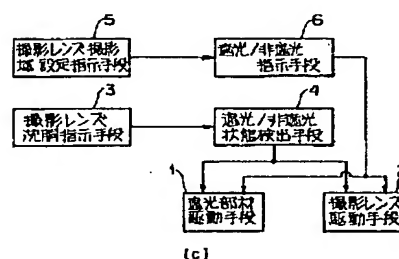 5
6
撮影レンズ撮影
域設定指示手段
遮光/非遮光
指示手段
3
4
撮影レンズ
沈胴指示手段
遮光/非遮光
状態検出手段
1
遮光部材
駆動手段
撮影レンズ
駆動手段
[c]